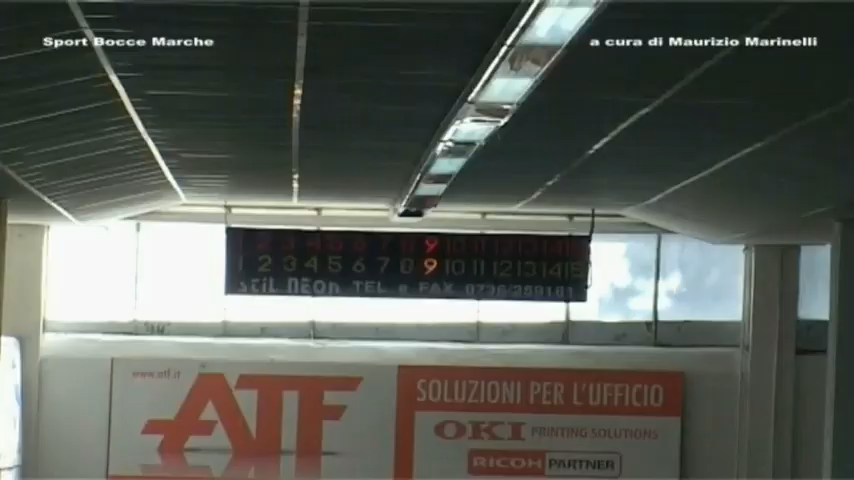 Sport Bocce Marche
a cura di Maurizio Marinelli
2 3 4 5 6 7 8 9 10 11 12 13 14 15
1 2 3 4 5 6 7 8 9 10 11 12 13 14 15
STIL NEON TEL e FAX
www.atf.it
ATF
SOLUZIONI PER L'UFFICIO
OKI PRINTING SOLUTIONS
RICOH PARTNER